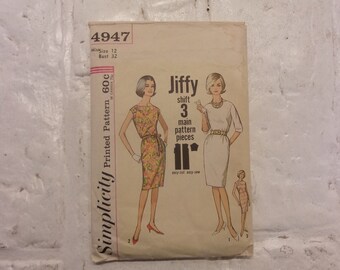 4947
Size 12
Bust 32
Simplicity Printed Pattern 60¢
Jiffy
shift
3
main
pattern
pieces